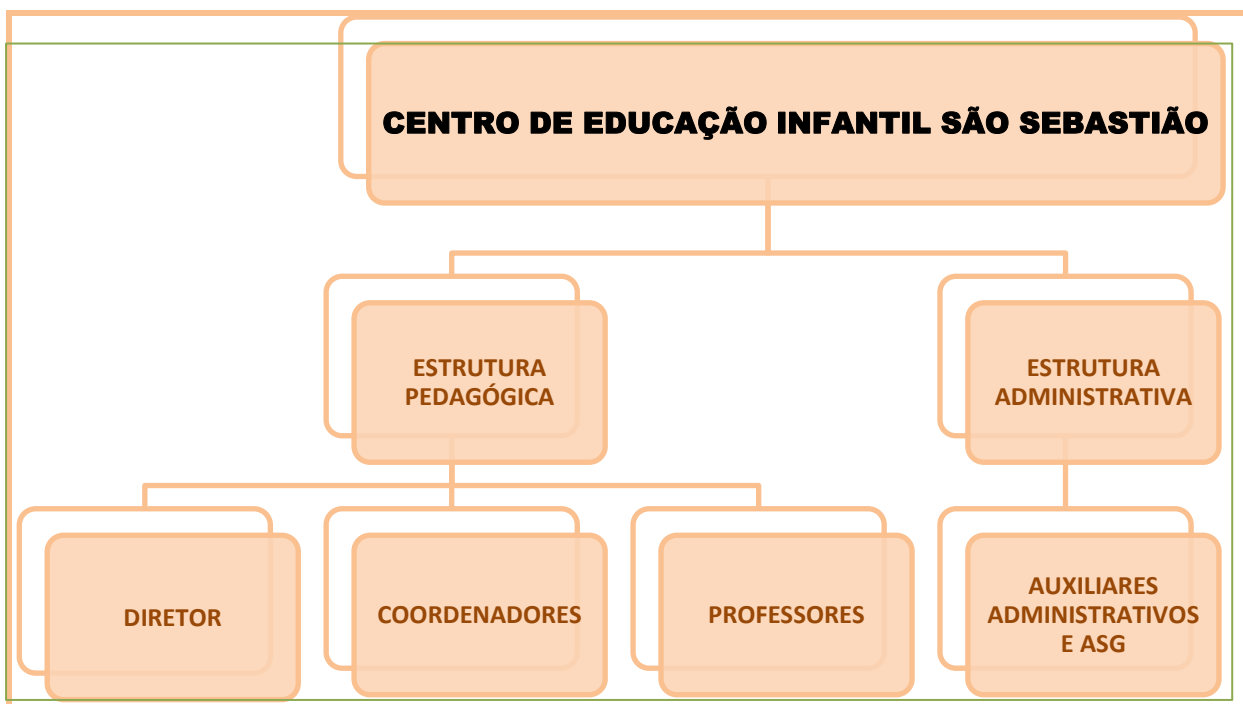 CENTRO DE EDUCAÇÃO INFANTIL SÃO SEBASTIÃO
ESTRUTURA
PEDAGÓGICA
ESTRUTURA
ADMINISTRATIVA
DIRETOR
COORDENADORES
PROFESSORES
AUXILIARES
ADMINISTRATIVOS
E ASG